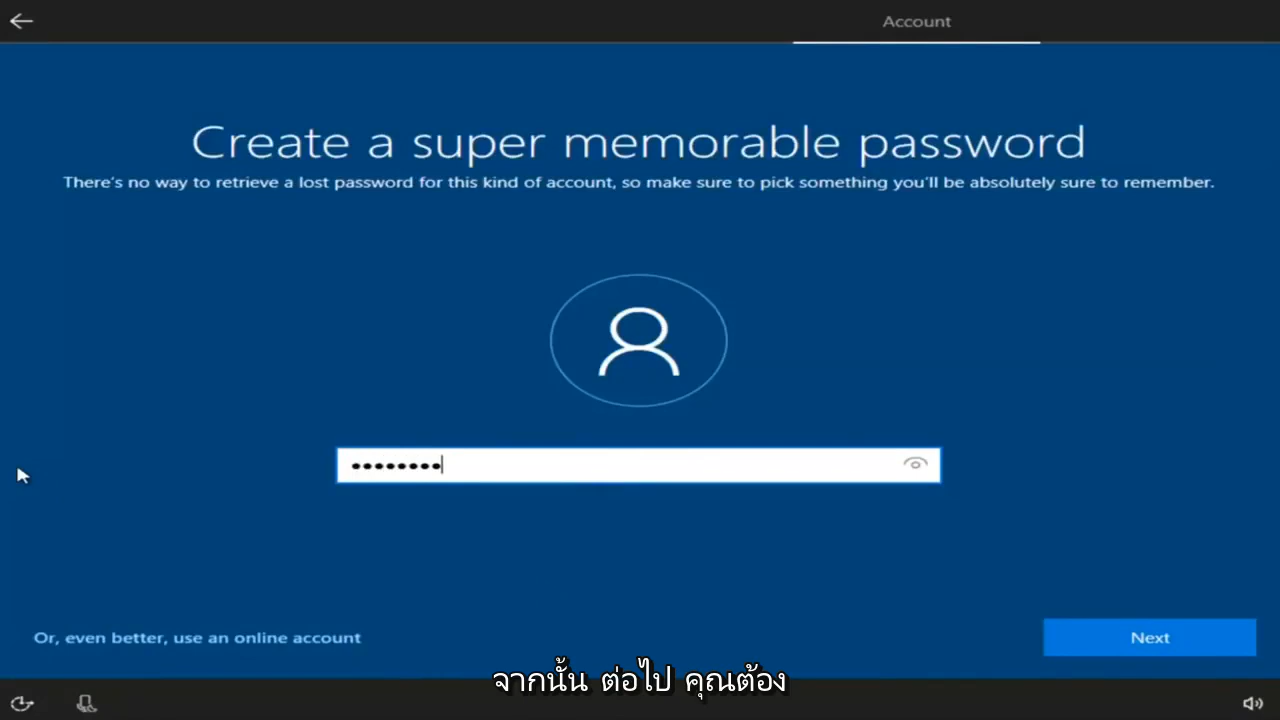 Account
Create a super memorable password
There's no way to retrieve a lost password for this kind of account, so make sure to pick something you'll be absolutely sure to remember.
••••••••
Or, even better, use an online account
Next
จากนั้น ต่อไป คุณต้อง